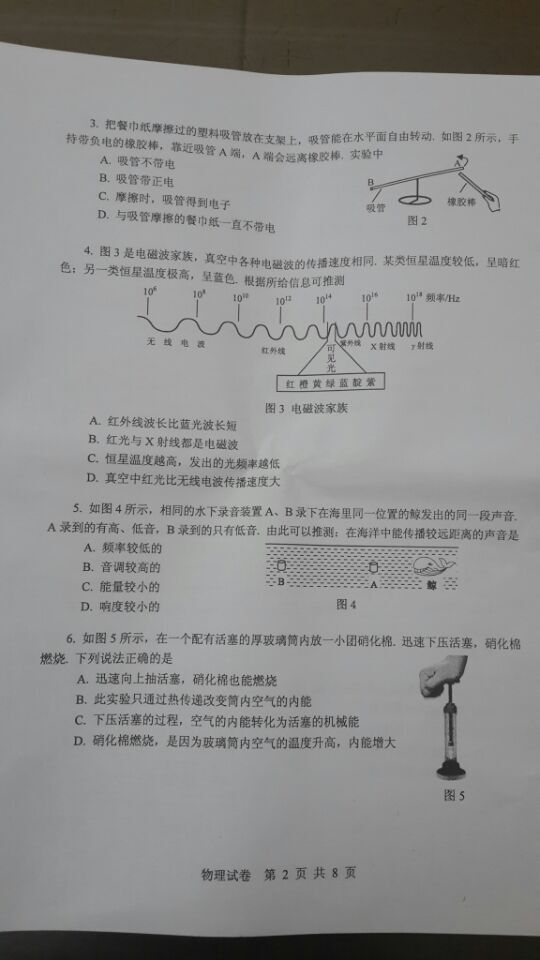 3. 把餐巾纸摩擦过的塑料吸管放在支架上，吸管能在水平面自由转动. 如图2所示，手
持带负电的橡胶棒，靠近吸管A端，A端会远离橡胶棒. 实验中
A. 吸管不带电
B. 吸管带正电
C. 摩擦时，吸管得到电子
D. 与吸管摩擦的餐巾纸一直不带电
A
B
吸管
橡胶棒
图2
4. 图3是电磁波家族，真空中各种电磁波的传播速度相同. 某类恒星温度较低，呈暗红
色；另一类恒星温度极高，呈蓝色. 根据所给信息可推测
10⁶ 10⁸ 10¹⁰ 10¹² 10¹⁴ 10¹⁶ 10¹⁸ 频率/Hz
无线电波 红外线 可见光 紫外线 X射线 γ射线
红橙黄绿蓝靛紫
图3 电磁波家族
A. 红外线波长比蓝光波长短
B. 红光与X射线都是电磁波
C. 恒星温度越高，发出的光频率越低
D. 真空中红光比无线电波传播速度大
5. 如图4所示，相同的水下录音装置A、B录下在海里同一位置的鲸发出的同一段声音.
A录到的有高、低音，B录到的只有低音. 由此可以推测：在海洋中能传播较远距离的声音是
A. 频率较低的
B. 音调较高的
C. 能量较小的
D. 响度较小的
B A 鲸
图4
6. 如图5所示，在一个配有活塞的厚玻璃筒内放一小团硝化棉. 迅速下压活塞，硝化棉
燃烧. 下列说法正确的是
A. 迅速向上抽活塞，硝化棉也能燃烧
B. 此实验只通过热传递改变筒内空气的内能
C. 下压活塞的过程，空气的内能转化为活塞的机械能
D. 硝化棉燃烧，是因为玻璃筒内空气的温度升高，内能增大
图5
物理试卷 第2页共8页